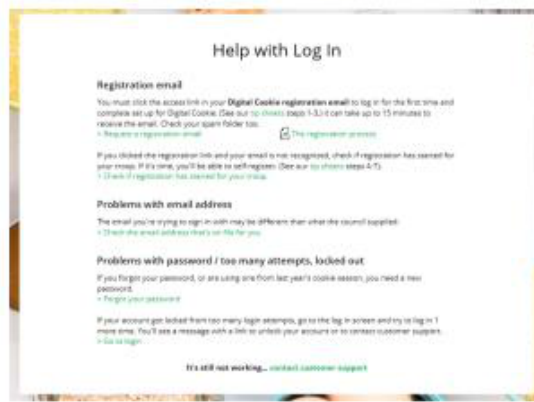 Help with Log In
Registration email
You must click the access link in your Digital Cookie registration email to log in for the first time and
complete set up for Digital Cookie. (See our tip sheets steps 1-3.) It can take up to 15 minutes to
receive the email. Check your spam folder too.
> Request a registration email The registration process
If you clicked the registration link and your email is not recognized, check if registration has started for
your troop. If it's time, you'll be able to self-register. (See our tip sheets steps 4-7).
> Check if registration has started for your troop
Problems with email address
The email you're trying to sign in with may be different than what the council supplied.
> Check the email address that's on file for you
Problems with password / too many attempts, locked out
If you forgot your password, or are using one from last year's cookie season, you need a new
password.
> Forgot your password
If your account got locked from too many login attempts, go to the log in screen and try to log in 1
more time. You'll see a message with a link to unlock your account or to contact customer support.
> Go to login
It's still not working... contact customer support